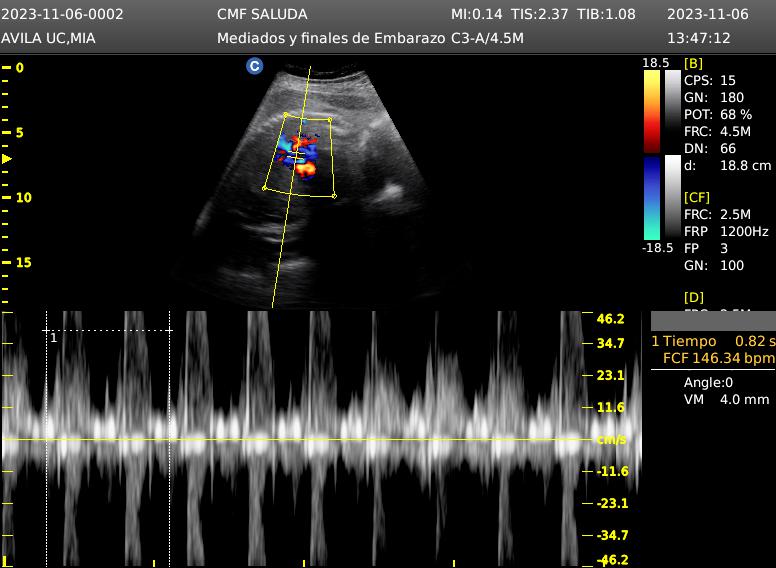 2023-11-06-0002 CMF SALUDA MI:0.14 TIS:2.37 TIB:1.08 2023-11-06
AVILA UC,MIA Mediados y finales de Embarazo C3-A/4.5M 13:47:12
C
0
5
10
15
18.5
-18.5
[B]
CPS: 15
GN: 180
POT: 68 %
FRC: 4.5M
DN: 66
d: 18.8 cm
[CF]
FRC: 2.5M
FRP 1200Hz
FP 3
GN: 100
[D]
1
46.2
34.7
23.1
11.6
cm/s
-11.6
-23.1
-34.7
-46.2
1 Tiempo 0.82 s
FCF 146.34 bpm
Angle:0
VM 4.0 mm